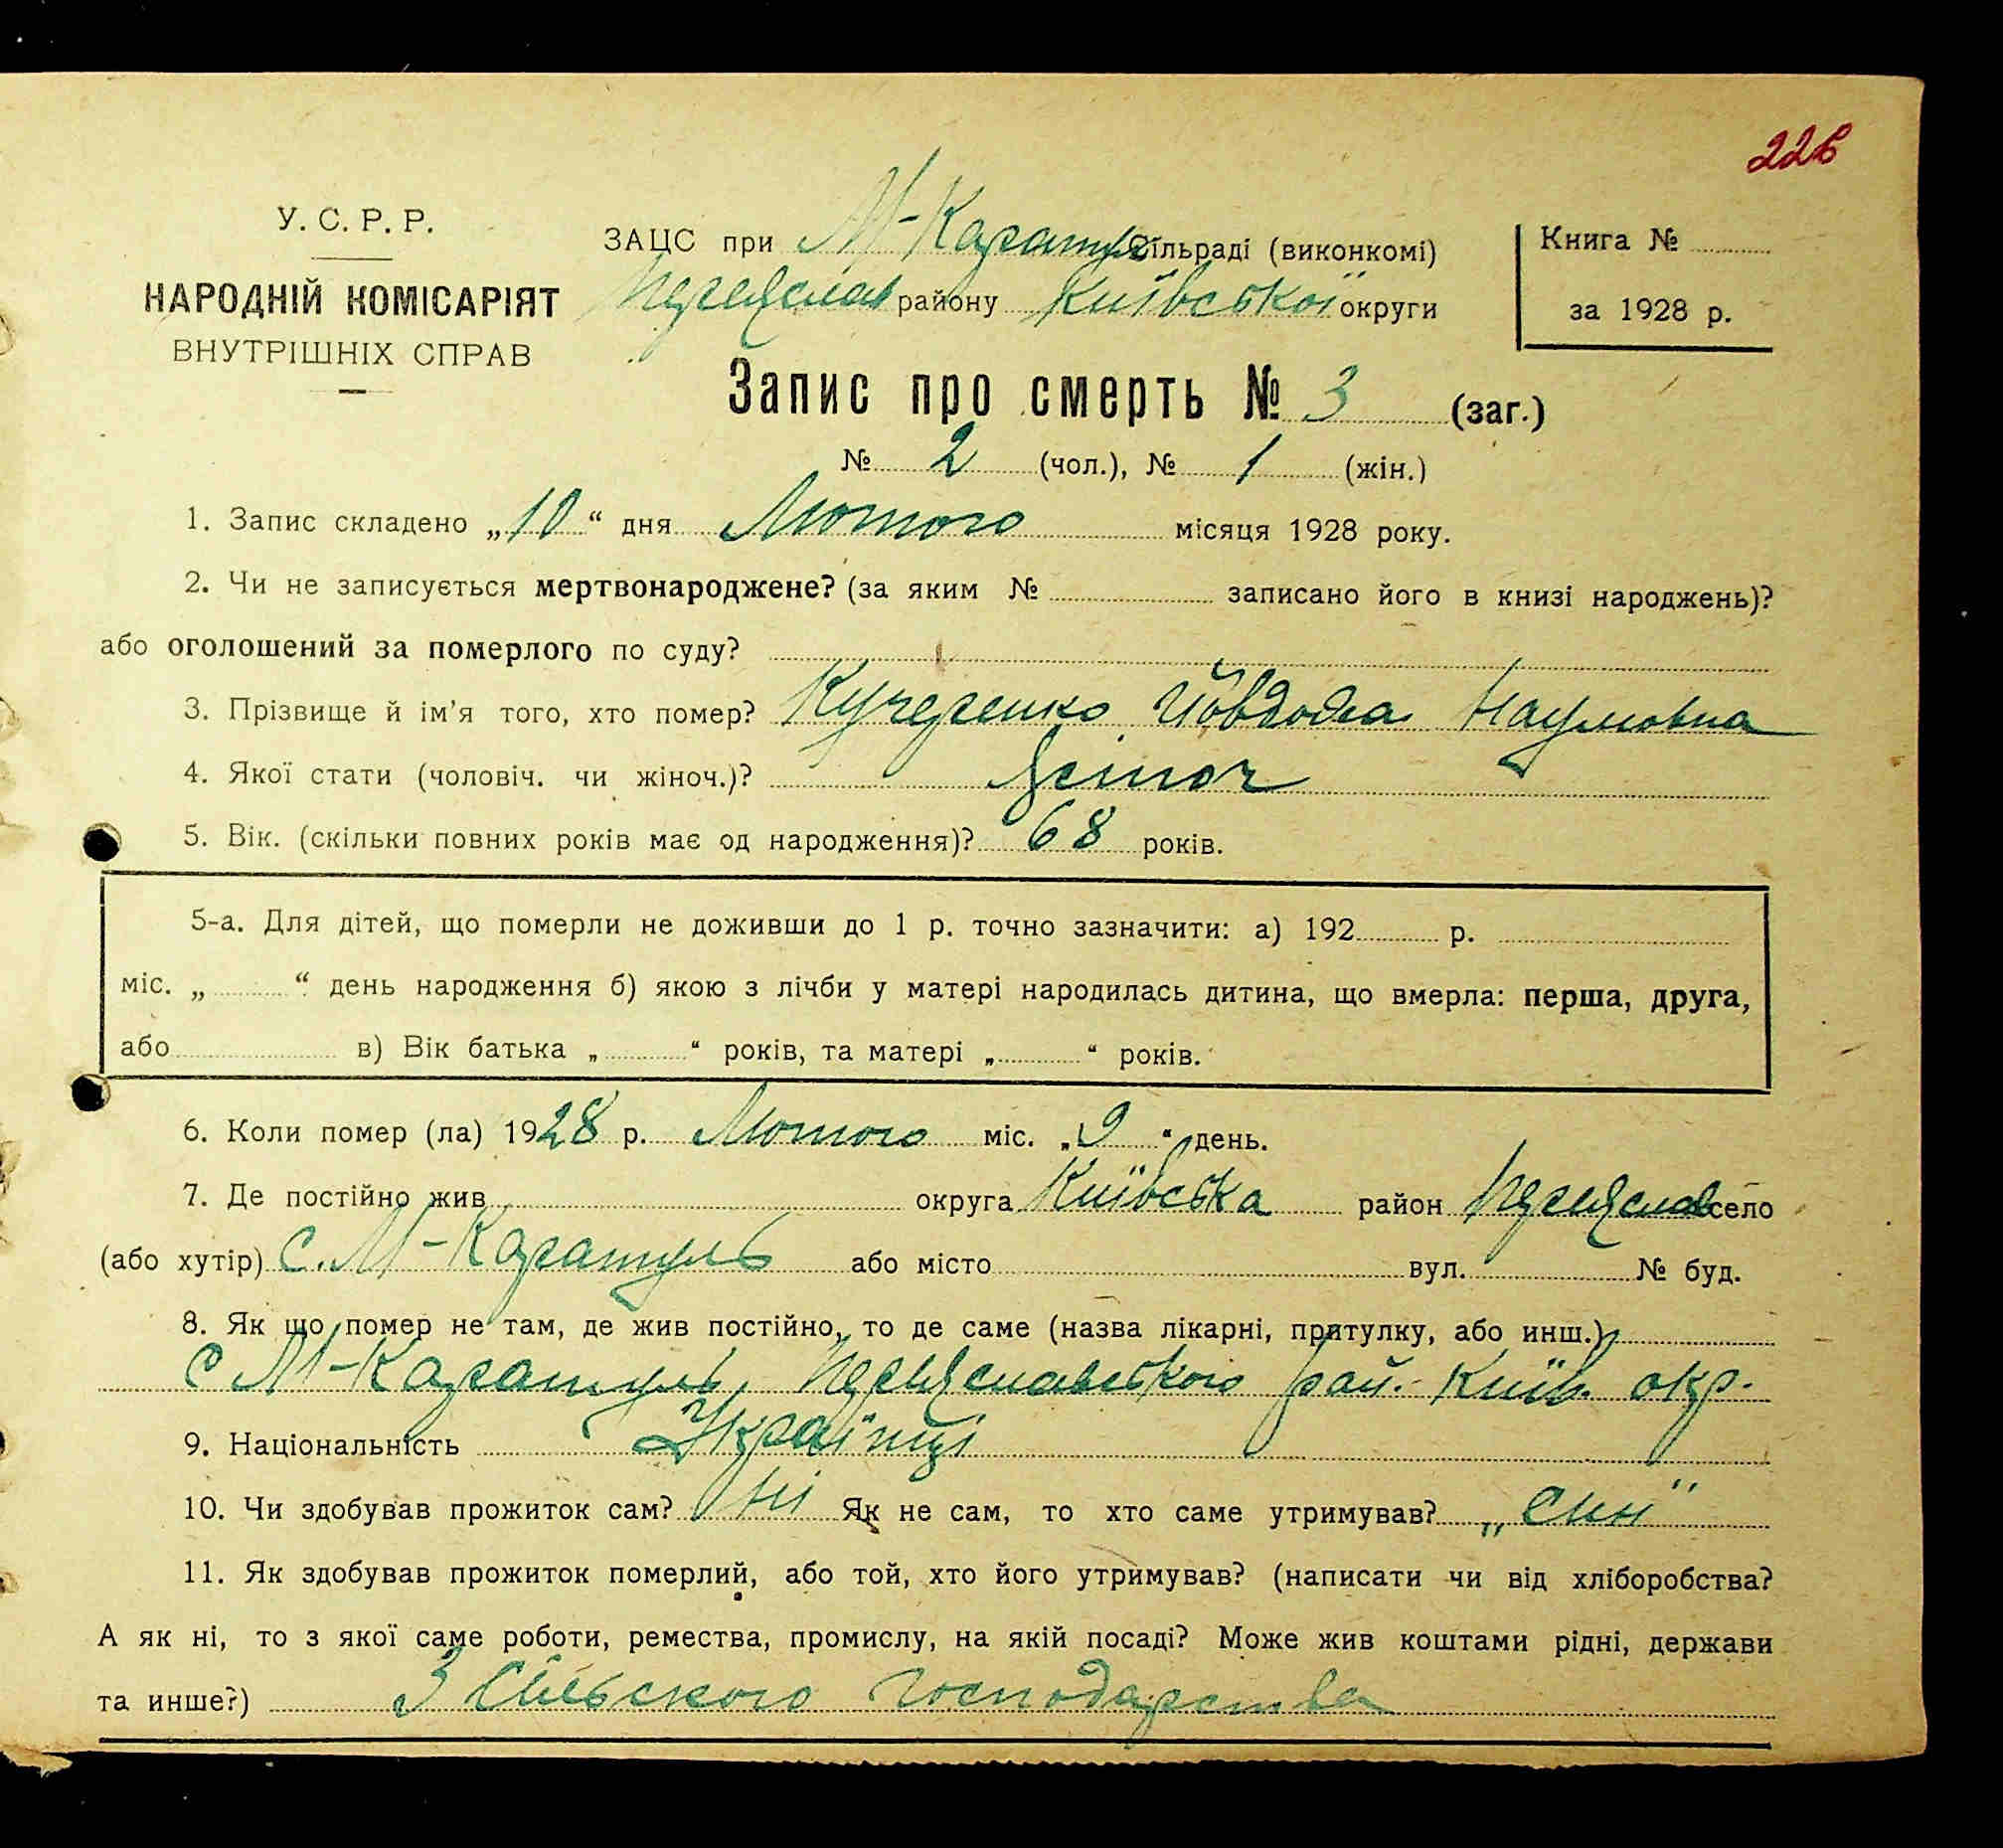 226
У. С. Р. Р.
НАРОДНІЙ КОМІСАРІЯТ
ВНУТРІШНІХ СПРАВ
ЗАЦС при М-Каратул сільраді (виконкомі)
Переяслав району Київської округи
Книга №
за 1928 р.
Запис про смерть № 3 (заг.)
№ 2 (чол.), № 1 (жін.)
1. Запис складено „10“ дня Лютого місяця 1928 року.
2. Чи не записується мертвонароджене? (за яким № записано його в книзі народжень)?
або оголошений за померлого по суду?
3. Прізвище й ім’я того, хто помер? Кучеренко Йовдоха Наумовна
4. Якої стати (чоловіч. чи жіноч.)? Жіноч
5. Вік. (скільки повних років має од народження)? 68 років.
5-а. Для дітей, що померли не доживши до 1 р. точно зазначити: а) 192 р.
міс. „ “ день народження б) якою з лічби у матері народилась дитина, що вмерла: перша, друга,
або в) Вік батька „ “ років, та матері „ “ років.
6. Коли помер (ла) 1928 р. Лютого міс. „9“ день.
7. Де постійно жив округа Київська район Переяслав село
(або хутір) с. М-Каратуль або місто вул. № буд.
8. Як що помер не там, де жив постійно, то де саме (назва лікарні, притулку, або инш.)
с М-Каратуль, Переяславського рай. Київ. окр.
9. Національність Українці
10. Чи здобував прожиток сам? Ні Як не сам, то хто саме утримував? „Син“
11. Як здобував прожиток померлий, або той, хто його утримував? (написати чи від хліборобства?
А як ні, то з якої саме роботи, ремества, промислу, на якій посаді? Може жив коштами рідні, держави
та инше?) З Сільского господарства